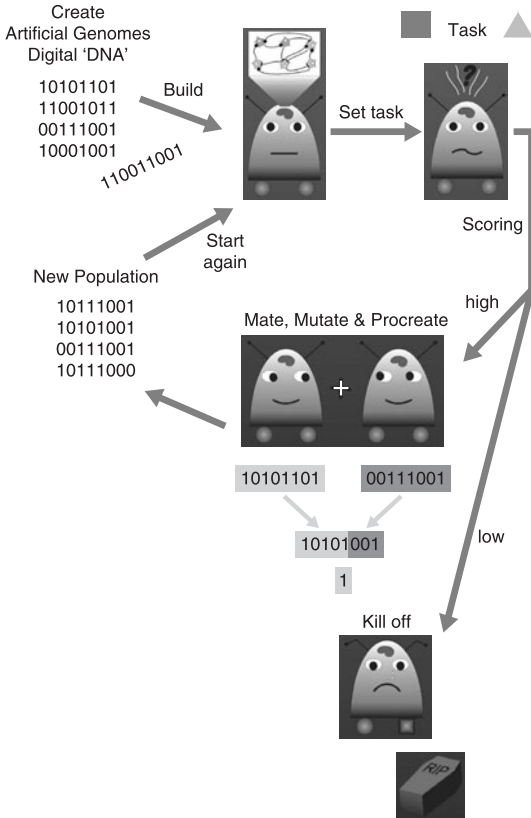 Create
Artificial Genomes
Digital 'DNA'
10101101
11001011
00111001
10001001
110011001
Build
Set task
Task
?
Scoring
Start
again
New Population
10111001
10101001
00111001
10111000
high
Mate, Mutate & Procreate
+
10101101
00111001
10101001
1
low
Kill off
RIP